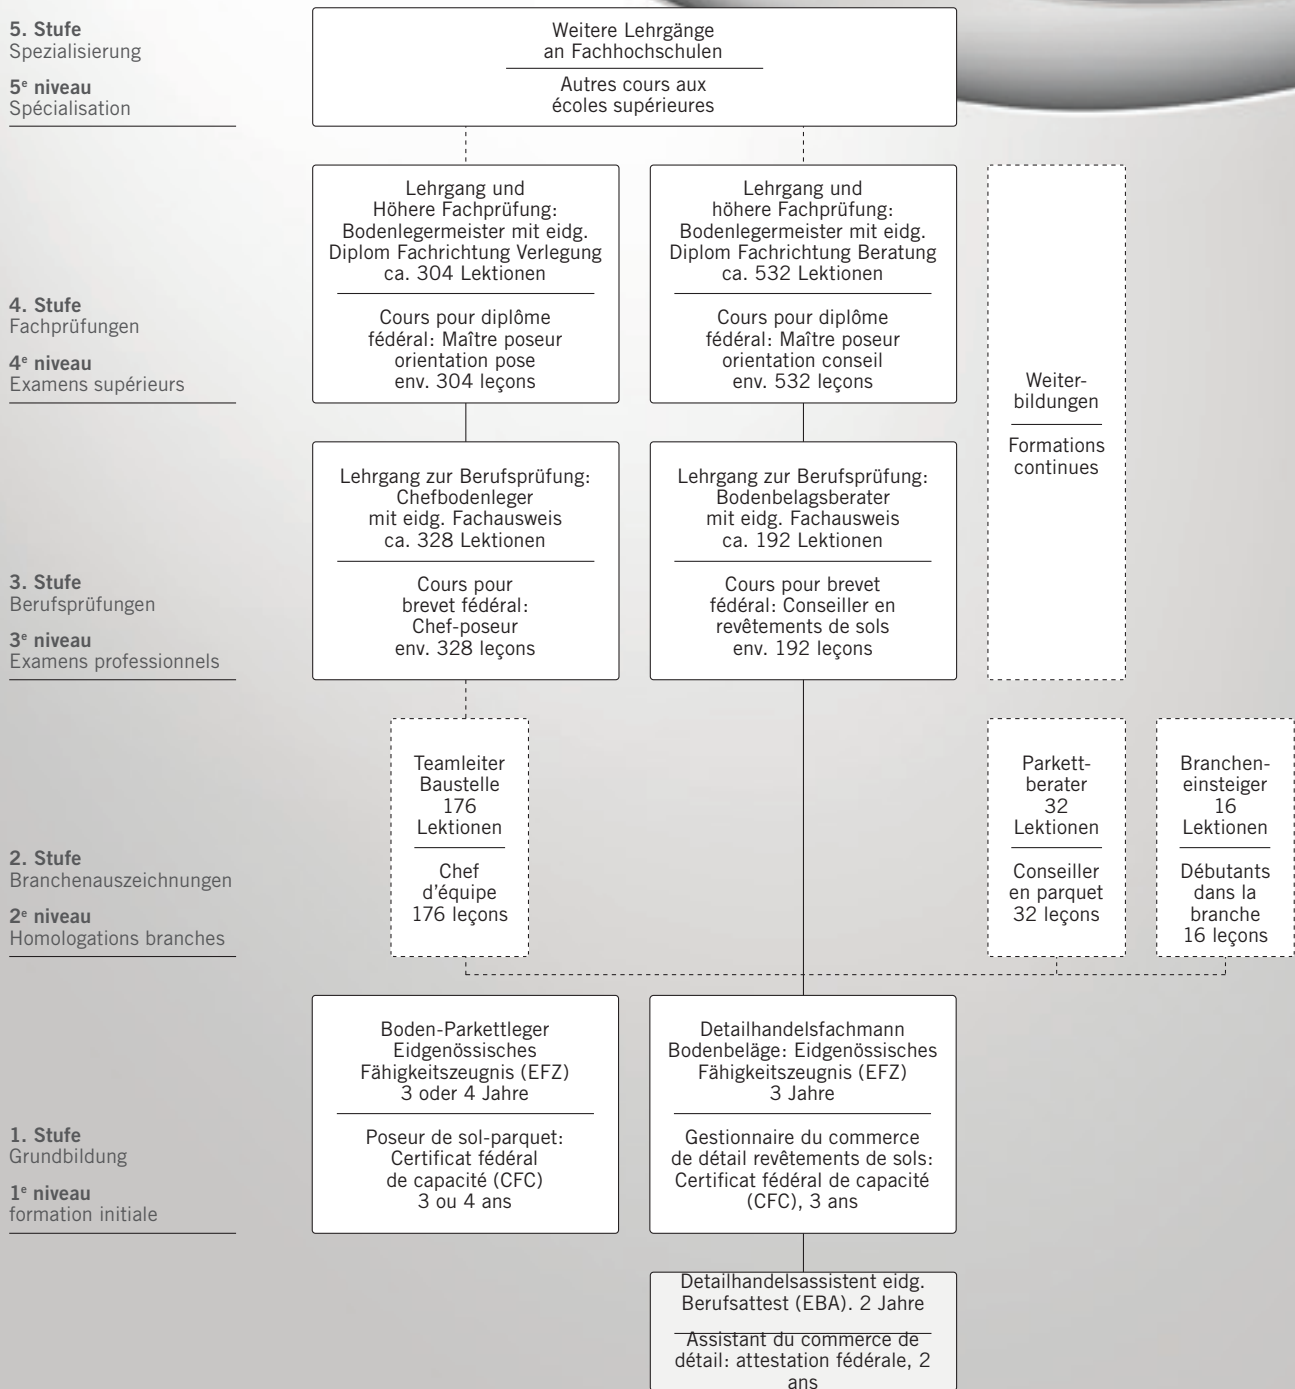 5. Stufe
Spezialisierung
5e niveau
Spécialisation
Weitere Lehrgänge
an Fachhochschulen
Autres cours aux
écoles supérieures
4. Stufe
Fachprüfungen
4e niveau
Examens supérieurs
Lehrgang und
Höhere Fachprüfung:
Bodenlegermeister mit eidg.
Diplom Fachrichtung Verlegung
ca. 304 Lektionen
Cours pour diplôme
fédéral: Maître poseur
orientation pose
env. 304 leçons
Lehrgang und
höhere Fachprüfung:
Bodenlegermeister mit eidg.
Diplom Fachrichtung Beratung
ca. 532 Lektionen
Cours pour diplôme
fédéral: Maître poseur
orientation conseil
env. 532 leçons
Weiter-
bildungen
Formations
continues
3. Stufe
Berufsprüfungen
3e niveau
Examens professionnels
Lehrgang zur Berufsprüfung:
Chefbodenleger
mit eidg. Fachausweis
ca. 328 Lektionen
Cours pour
brevet fédéral:
Chef-poseur
env. 328 leçons
Lehrgang zur Berufsprüfung:
Bodenbelagsberater
mit eidg. Fachausweis
ca. 192 Lektionen
Cours pour brevet
fédéral: Conseiller en
revêtements de sols
env. 192 leçons
2. Stufe
Branchenauszeichnungen
2e niveau
Homologations branches
Teamleiter
Baustelle
176
Lektionen
Chef
d'équipe
176 leçons
Parkett-
berater
32
Lektionen
Conseiller
en parquet
32 leçons
Branchen-
einsteiger
16
Lektionen
Débutants
dans la
branche
16 leçons
1. Stufe
Grundbildung
1e niveau
formation initiale
Boden-Parkettleger
Eidgenössisches
Fähigkeitszeugnis (EFZ)
3 oder 4 Jahre
Poseur de sol-parquet:
Certificat fédéral
de capacité (CFC)
3 ou 4 ans
Detailhandelsfachmann
Bodenbeläge: Eidgenössisches
Fähigkeitszeugnis (EFZ)
3 Jahre
Gestionnaire du commerce
de détail revêtements de sols:
Certificat fédéral de capacité
(CFC), 3 ans
Detailhandelsassistent eidg.
Berufsattest (EBA). 2 Jahre
Assistant du commerce de
détail: attestation fédérale, 2
ans